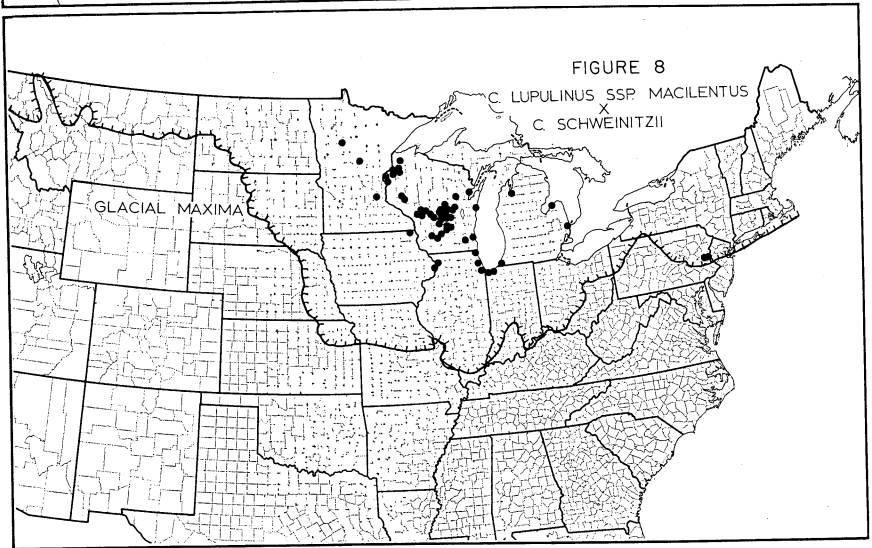 FIGURE 8
C. LUPULINUS SSP. MACILENTUS
X
C. SCHWEINITZII
GLACIAL MAXIMA